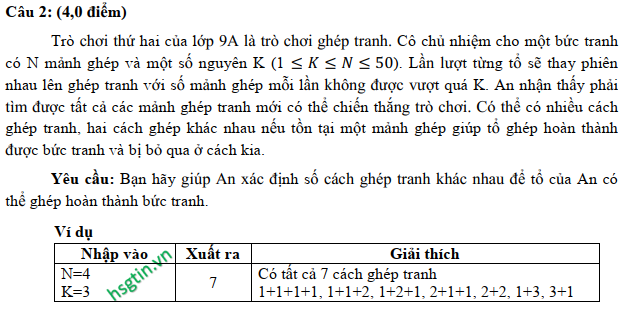 Câu 2: (4,0 điểm)
Trò chơi thứ hai của lớp 9A là trò chơi ghép tranh. Cô chủ nhiệm cho một bức tranh
có N mảnh ghép và một số nguyên K (1 ≤ K ≤ N ≤ 50). Lần lượt từng tổ sẽ thay phiên
nhau lên ghép tranh với số mảnh ghép mỗi lần không được vượt quá K. An nhận thấy phải
tìm được tất cả các mảnh ghép tranh mới có thể chiến thắng trò chơi. Có thể có nhiều cách
ghép tranh, hai cách ghép khác nhau nếu tồn tại một mảnh ghép giúp tổ ghép hoàn thành
được bức tranh và bị bỏ qua ở cách kia.
Yêu cầu: Bạn hãy giúp An xác định số cách ghép tranh khác nhau để tổ của An có
thể ghép hoàn thành bức tranh.
Ví dụ
Nhập vào Xuất ra Giải thích
N=4 7 Có tất cả 7 cách ghép tranh
K=3 1+1+1+1, 1+1+2, 1+2+1, 2+1+1, 2+2, 1+3, 3+1
hsgtin.vn